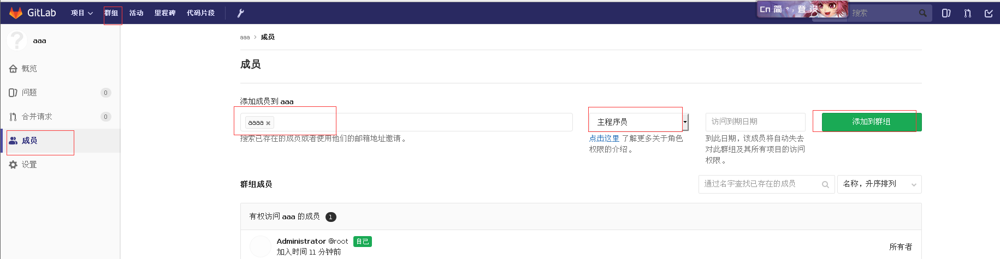 GitLab 项目 群组 活动 里程碑 代码片段 Cn 简 °, 登 设 搜索
aaa
aaa > 成员
概览
问题 0
合并请求 0
成员
设置
成员
添加成员到 aaa
aaaa × 主程序员 访问到期日期 添加到群组
搜索已存在的成员或者使用他们的邮箱地址邀请。
点击这里 了解更多关于角色
权限的介绍。
到此日期，该成员将自动失去
对此群组及其所有项目的访问
权限。
群组成员 通过名字查找已存在的成员 名称，升序排列
有权访问 aaa 的成员 1
Administrator @root 自己
加入时间 11 分钟前
所有者